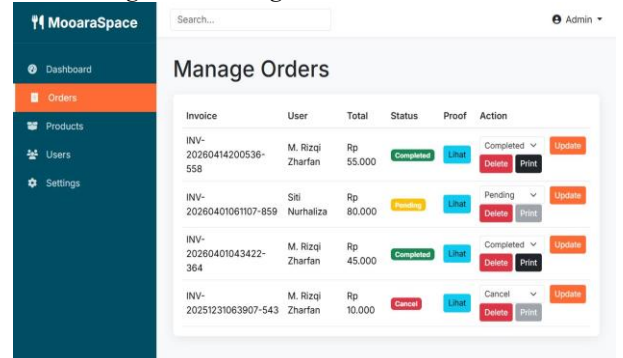 MooaraSpace
Search...
Admin
Dashboard
Orders
Products
Users
Settings
Manage Orders
Invoice User Total Status Proof Action
INV-20260414200536-558 M. Rizqi Zharfan Rp 55.000 Completed Lihat Completed Update Delete Print
INV-20260401061107-859 Siti Nurhaliza Rp 80.000 Pending Lihat Pending Update Delete Print
INV-20260401043422-364 M. Rizqi Zharfan Rp 45.000 Completed Lihat Completed Update Delete Print
INV-20251231063907-543 M. Rizqi Zharfan Rp 10.000 Cancel Lihat Cancel Update Delete Print